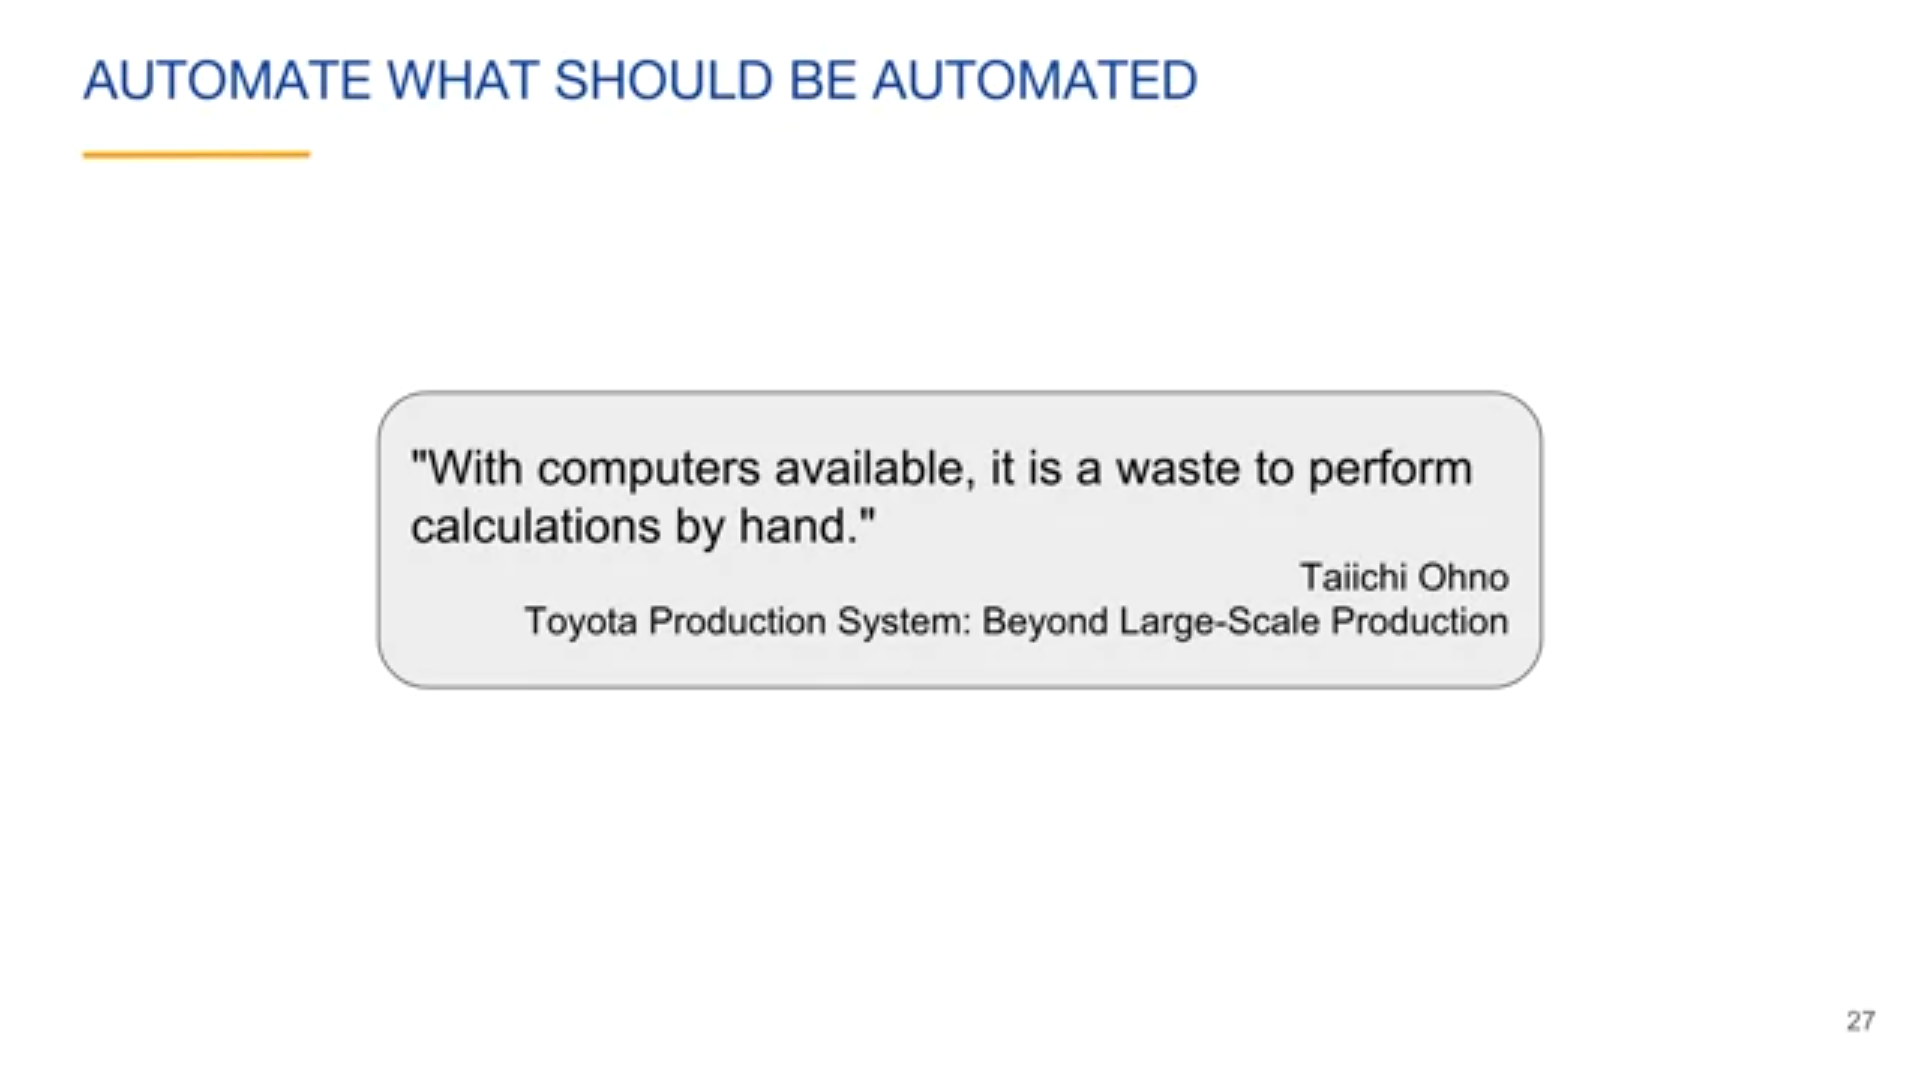 AUTOMATE WHAT SHOULD BE AUTOMATED
"With computers available, it is a waste to perform
calculations by hand."
Taiichi Ohno
Toyota Production System: Beyond Large-Scale Production
27